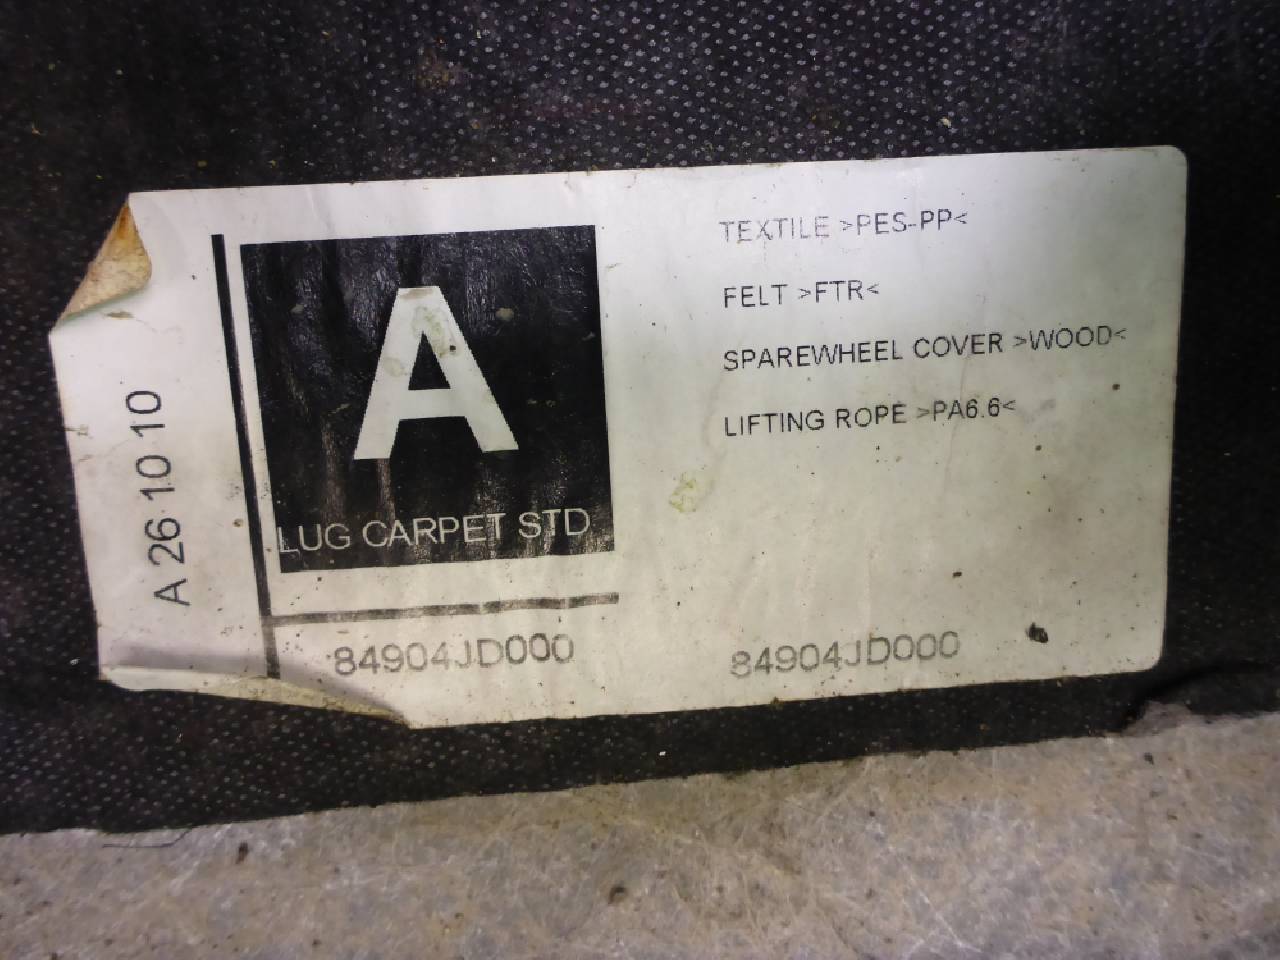 A 26 10 10
A
LUG CARPET STD
84904JD000
TEXTILE >PES-PP<
FELT >FTR<
SPAREWHEEL COVER >WOOD<
LIFTING ROPE >PA6.6<
84904JD000